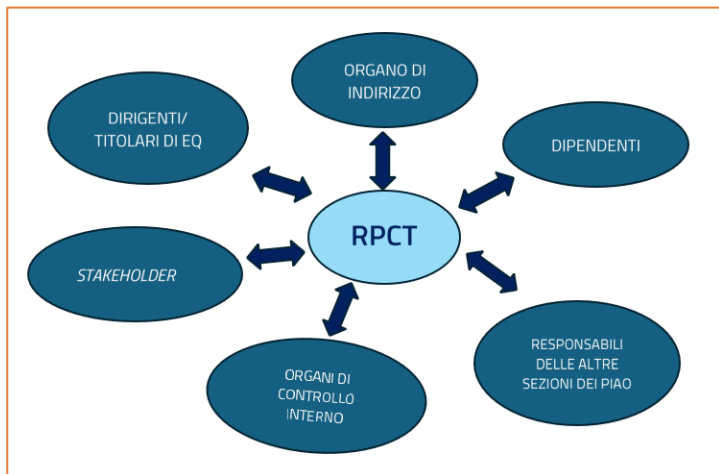 ORGANO DI
INDIRIZZO
DIRIGENTI/
TITOLARI DI EQ
DIPENDENTI
RPCT
STAKEHOLDER
RESPONSABILI
DELLE ALTRE
SEZIONI DEI PIAO
ORGANI DI
CONTROLLO
INTERNO